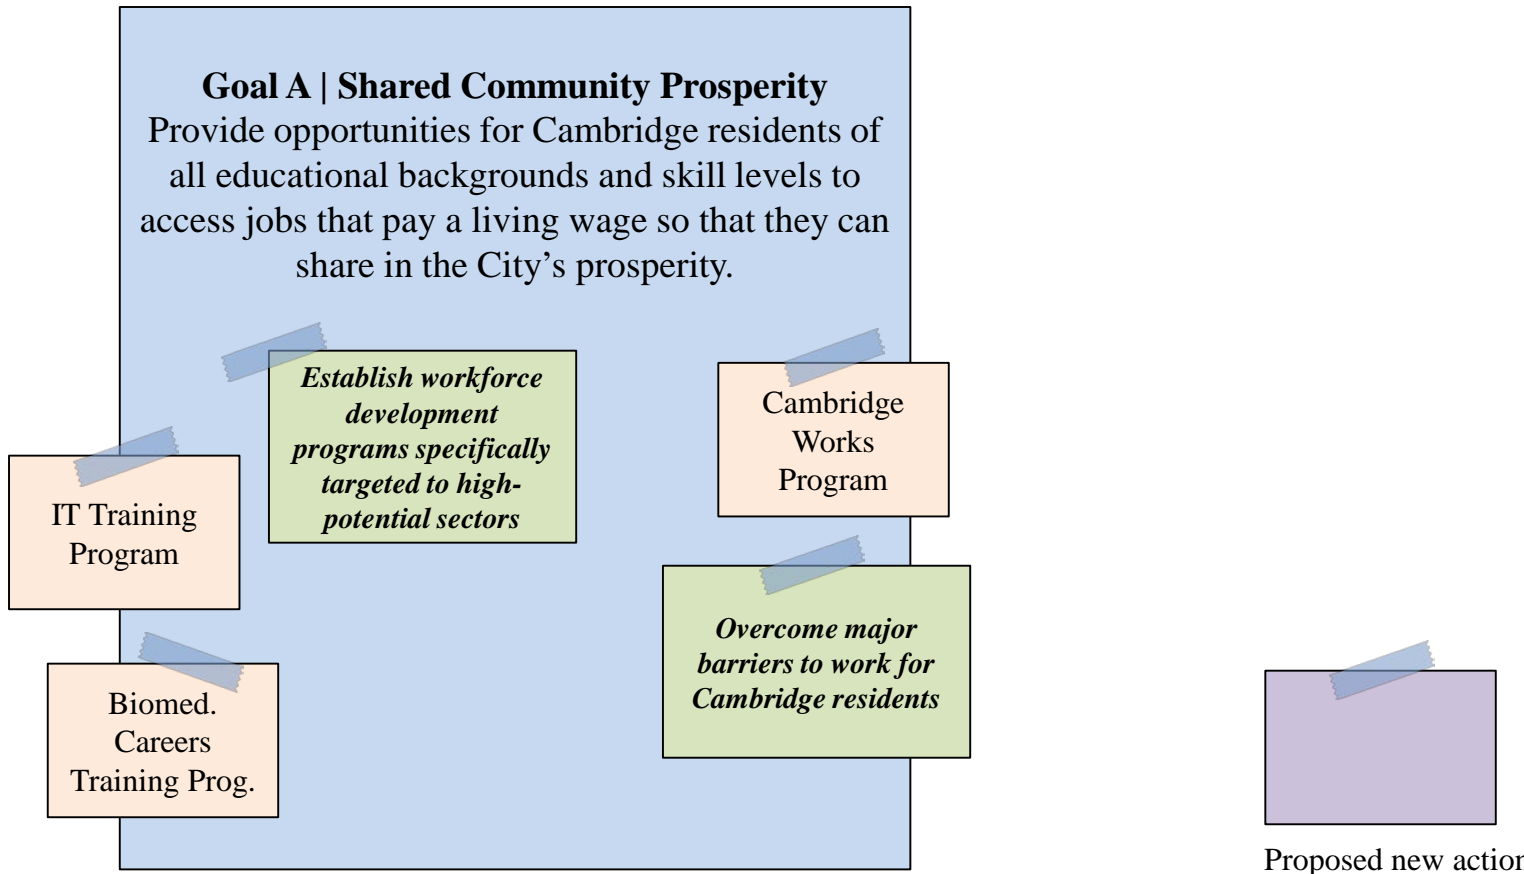 Goal A | Shared Community Prosperity
Provide opportunities for Cambridge residents of
all educational backgrounds and skill levels to
access jobs that pay a living wage so that they can
share in the City’s prosperity.
Establish workforce
development
programs specifically
targeted to high-
potential sectors
Cambridge
Works
Program
IT Training
Program
Overcome major
barriers to work for
Cambridge residents
Biomed.
Careers
Training Prog.
Proposed new action